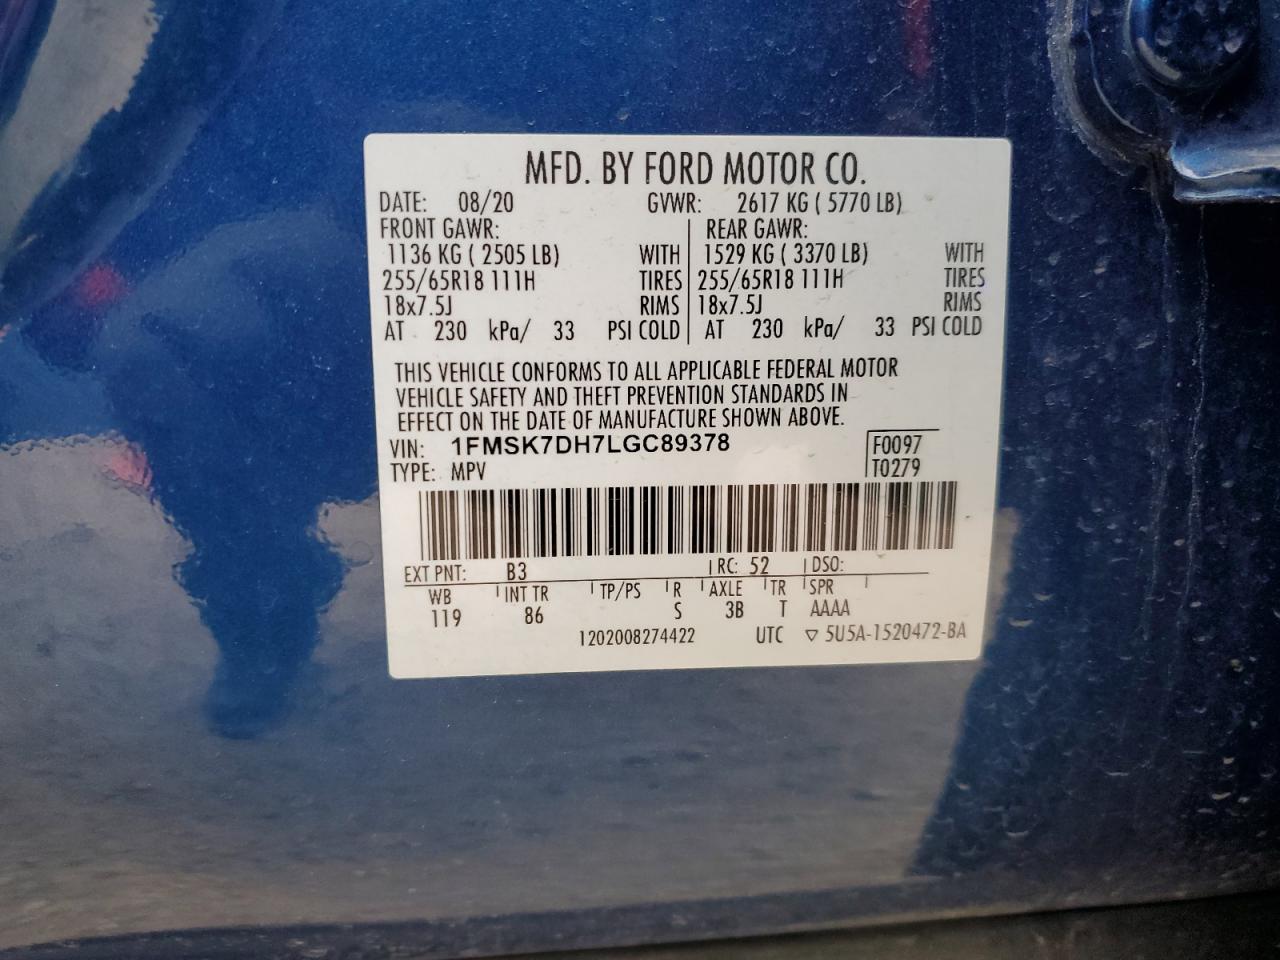 MFD. BY FORD MOTOR CO.
DATE: 08/20 GVWR: 2617 KG ( 5770 LB)
FRONT GAWR: REAR GAWR:
1136 KG ( 2505 LB) WITH 1529 KG ( 3370 LB) WITH
255/65R18 111H TIRES 255/65R18 111H TIRES
18x7.5J RIMS 18x7.5J RIMS
AT 230 kPa/ 33 PSI COLD AT 230 kPa/ 33 PSI COLD
THIS VEHICLE CONFORMS TO ALL APPLICABLE FEDERAL MOTOR
VEHICLE SAFETY AND THEFT PREVENTION STANDARDS IN
EFFECT ON THE DATE OF MANUFACTURE SHOWN ABOVE.
VIN: 1FMSK7DH7LGC89378 F0097
TYPE: MPV T0279
EXT PNT: B3 RC: 52 DSO:
WB INT TR TP/PS R AXLE TR SPR
119 86 S 3B T AAAA
1202008274422 UTC ▽ 5U5A-1520472-BA